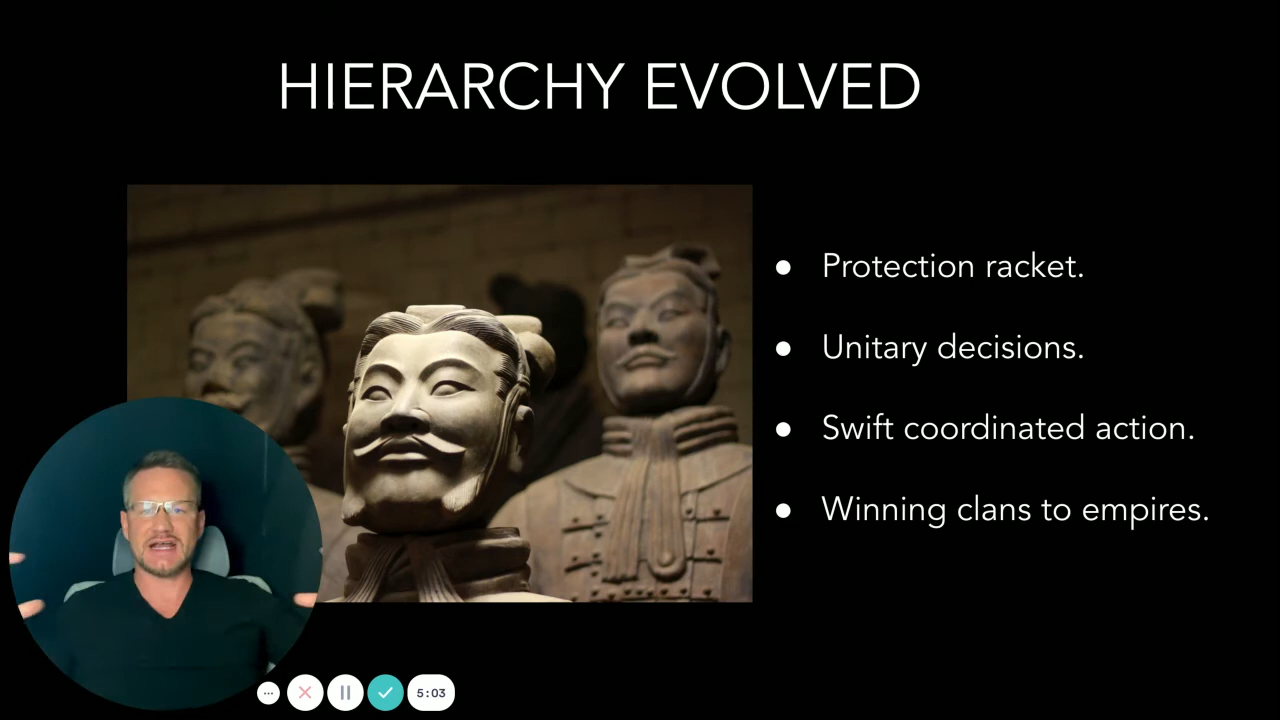 HIERARCHY EVOLVED
● Protection racket.
● Unitary decisions.
● Swift coordinated action.
● Winning clans to empires.
5:03